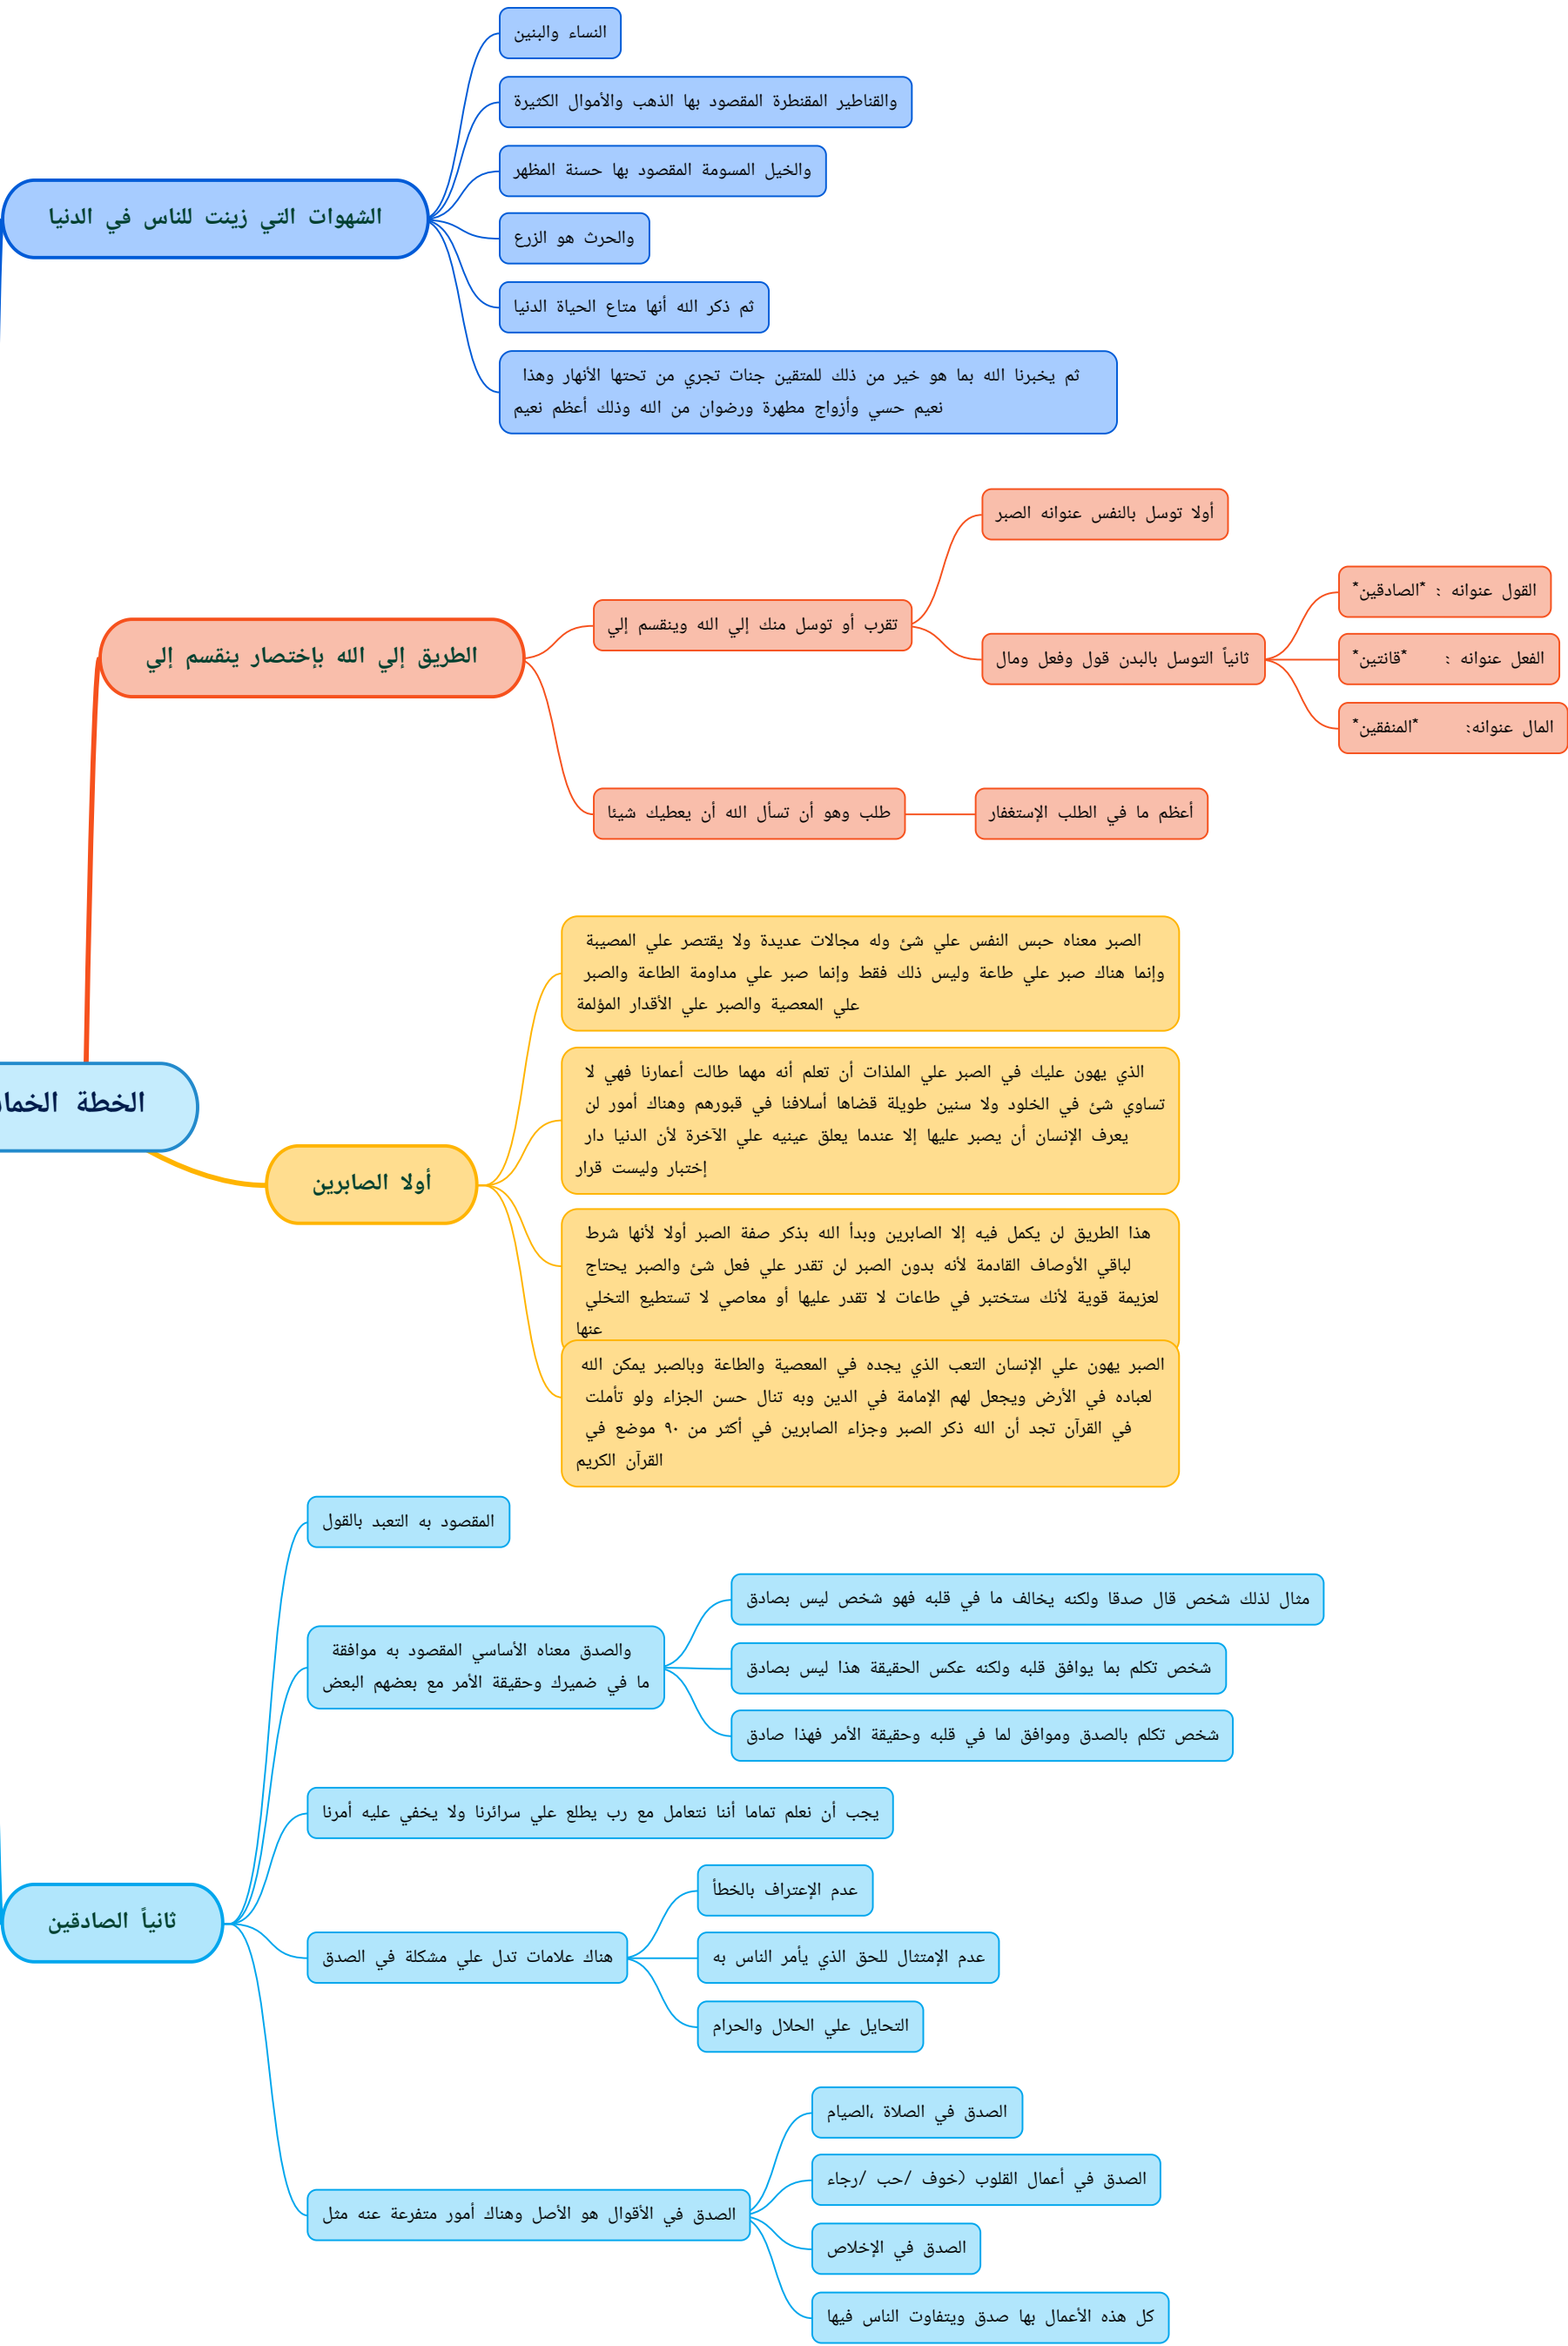 الشهوات التي زينت للناس في الدنيا
النساء والبنين
والقناطير المقنطرة المقصود بها الذهب والأموال الكثيرة
والخيل المسومة المقصود بها حسنة المظهر
والحرث هو الزرع
ثم ذكر الله أنها متاع الحياة الدنيا
ثم يخبرنا الله بما هو خير من ذلك للمتقين جنات تجري من تحتها الأنهار وهذا
نعيم حسي وأزواج مطهرة ورضوان من الله وذلك أعظم نعيم
الطريق إلي الله بإختصار ينقسم إلي
تقرب أو توسل منك إلي الله وينقسم إلي
أولا توسل بالنفس عنوانه الصبر
ثانياً التوسل بالبدن قول وفعل ومال
القول عنوانه : *الصادقين*
الفعل عنوانه : *قانتين*
المال عنوانه: *المنفقين*
طلب وهو أن تسأل الله أن يعطيك شيئا
أعظم ما في الطلب الإستغفار
الخطة
أولا الصابرين
الصبر معناه حبس النفس علي شئ وله مجالات عديدة ولا يقتصر علي المصيبة
وإنما هناك صبر علي طاعة وليس ذلك فقط وإنما صبر علي مداومة الطاعة والصبر
علي المعصية والصبر علي الأقدار المؤلمة
الذي يهون عليك في الصبر علي الملذات أن تعلم أنه مهما طالت أعمارنا فهي لا
تساوي شئ في الخلود ولا سنين طويلة قضاها أسلافنا في قبورهم وهناك أمور لن
يعرف الإنسان أن يصبر عليها إلا عندما يعلق عينيه علي الآخرة لأن الدنيا دار
إختبار وليست قرار
هذا الطريق لن يكمل فيه إلا الصابرين وبدأ الله بذكر صفة الصبر أولا لأنها شرط
لباقي الأوصاف القادمة لأنه بدون الصبر لن تقدر علي فعل شئ والصبر يحتاج
لعزيمة قوية لأنك ستختبر في طاعات لا تقدر عليها أو معاصي لا تستطيع التخلي
عنها
الصبر يهون علي الإنسان التعب الذي يجده في المعصية والطاعة وبالصبر يمكن الله
لعباده في الأرض ويجعل لهم الإمامة في الدين وبه تنال حسن الجزاء ولو تأملت
في القرآن تجد أن الله ذكر الصبر وجزاء الصابرين في أكثر من ٩٠ موضع في
القرآن الكريم
ثانياً الصادقين
المقصود به التعبد بالقول
والصدق معناه الأساسي المقصود به موافقة
ما في ضميرك وحقيقة الأمر مع بعضهم البعض
مثال لذلك شخص قال صدقا ولكنه يخالف ما في قلبه فهو شخص ليس بصادق
شخص تكلم بما يوافق قلبه ولكنه عكس الحقيقة هذا ليس بصادق
شخص تكلم بالصدق وموافق لما في قلبه وحقيقة الأمر فهذا صادق
يجب أن نعلم تماما أننا نتعامل مع رب يطلع علي سرائرنا ولا يخفي عليه أمرنا
هناك علامات تدل علي مشكلة في الصدق
عدم الإعتراف بالخطأ
عدم الإمتثال للحق الذي يأمر الناس به
التحايل علي الحلال والحرام
الصدق في الأقوال هو الأصل وهناك أمور متفرعة عنه مثل
الصدق في الصلاة ،الصيام
الصدق في أعمال القلوب (خوف /حب /رجاء
الصدق في الإخلاص
كل هذه الأعمال بها صدق ويتفاوت الناس فيها